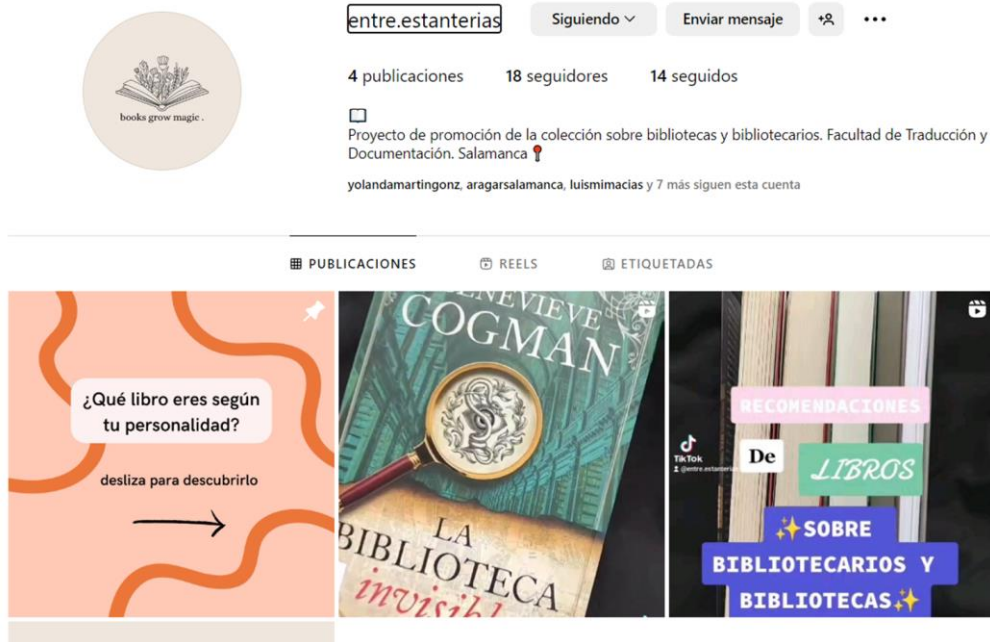 entre.estanterias
Siguiendo
Enviar mensaje
4 publicaciones
18 seguidores
14 seguidos
books grow magic .
Proyecto de promoción de la colección sobre bibliotecas y bibliotecarios. Facultad de Traducción y
Documentación. Salamanca
yolandamartingonz, aragarsalamanca, luismimacias y 7 más siguen esta cuenta
PUBLICACIONES
REELS
ETIQUETADAS
¿Qué libro eres según
tu personalidad?
desliza para descubrirlo
GENEVIEVE
COGMAN
LA
BIBLIOTECA
invisible
RECOMENDACIONES
De
LIBROS
TikTok
@entre.estanterias
SOBRE
BIBLIOTECARIOS Y
BIBLIOTECAS